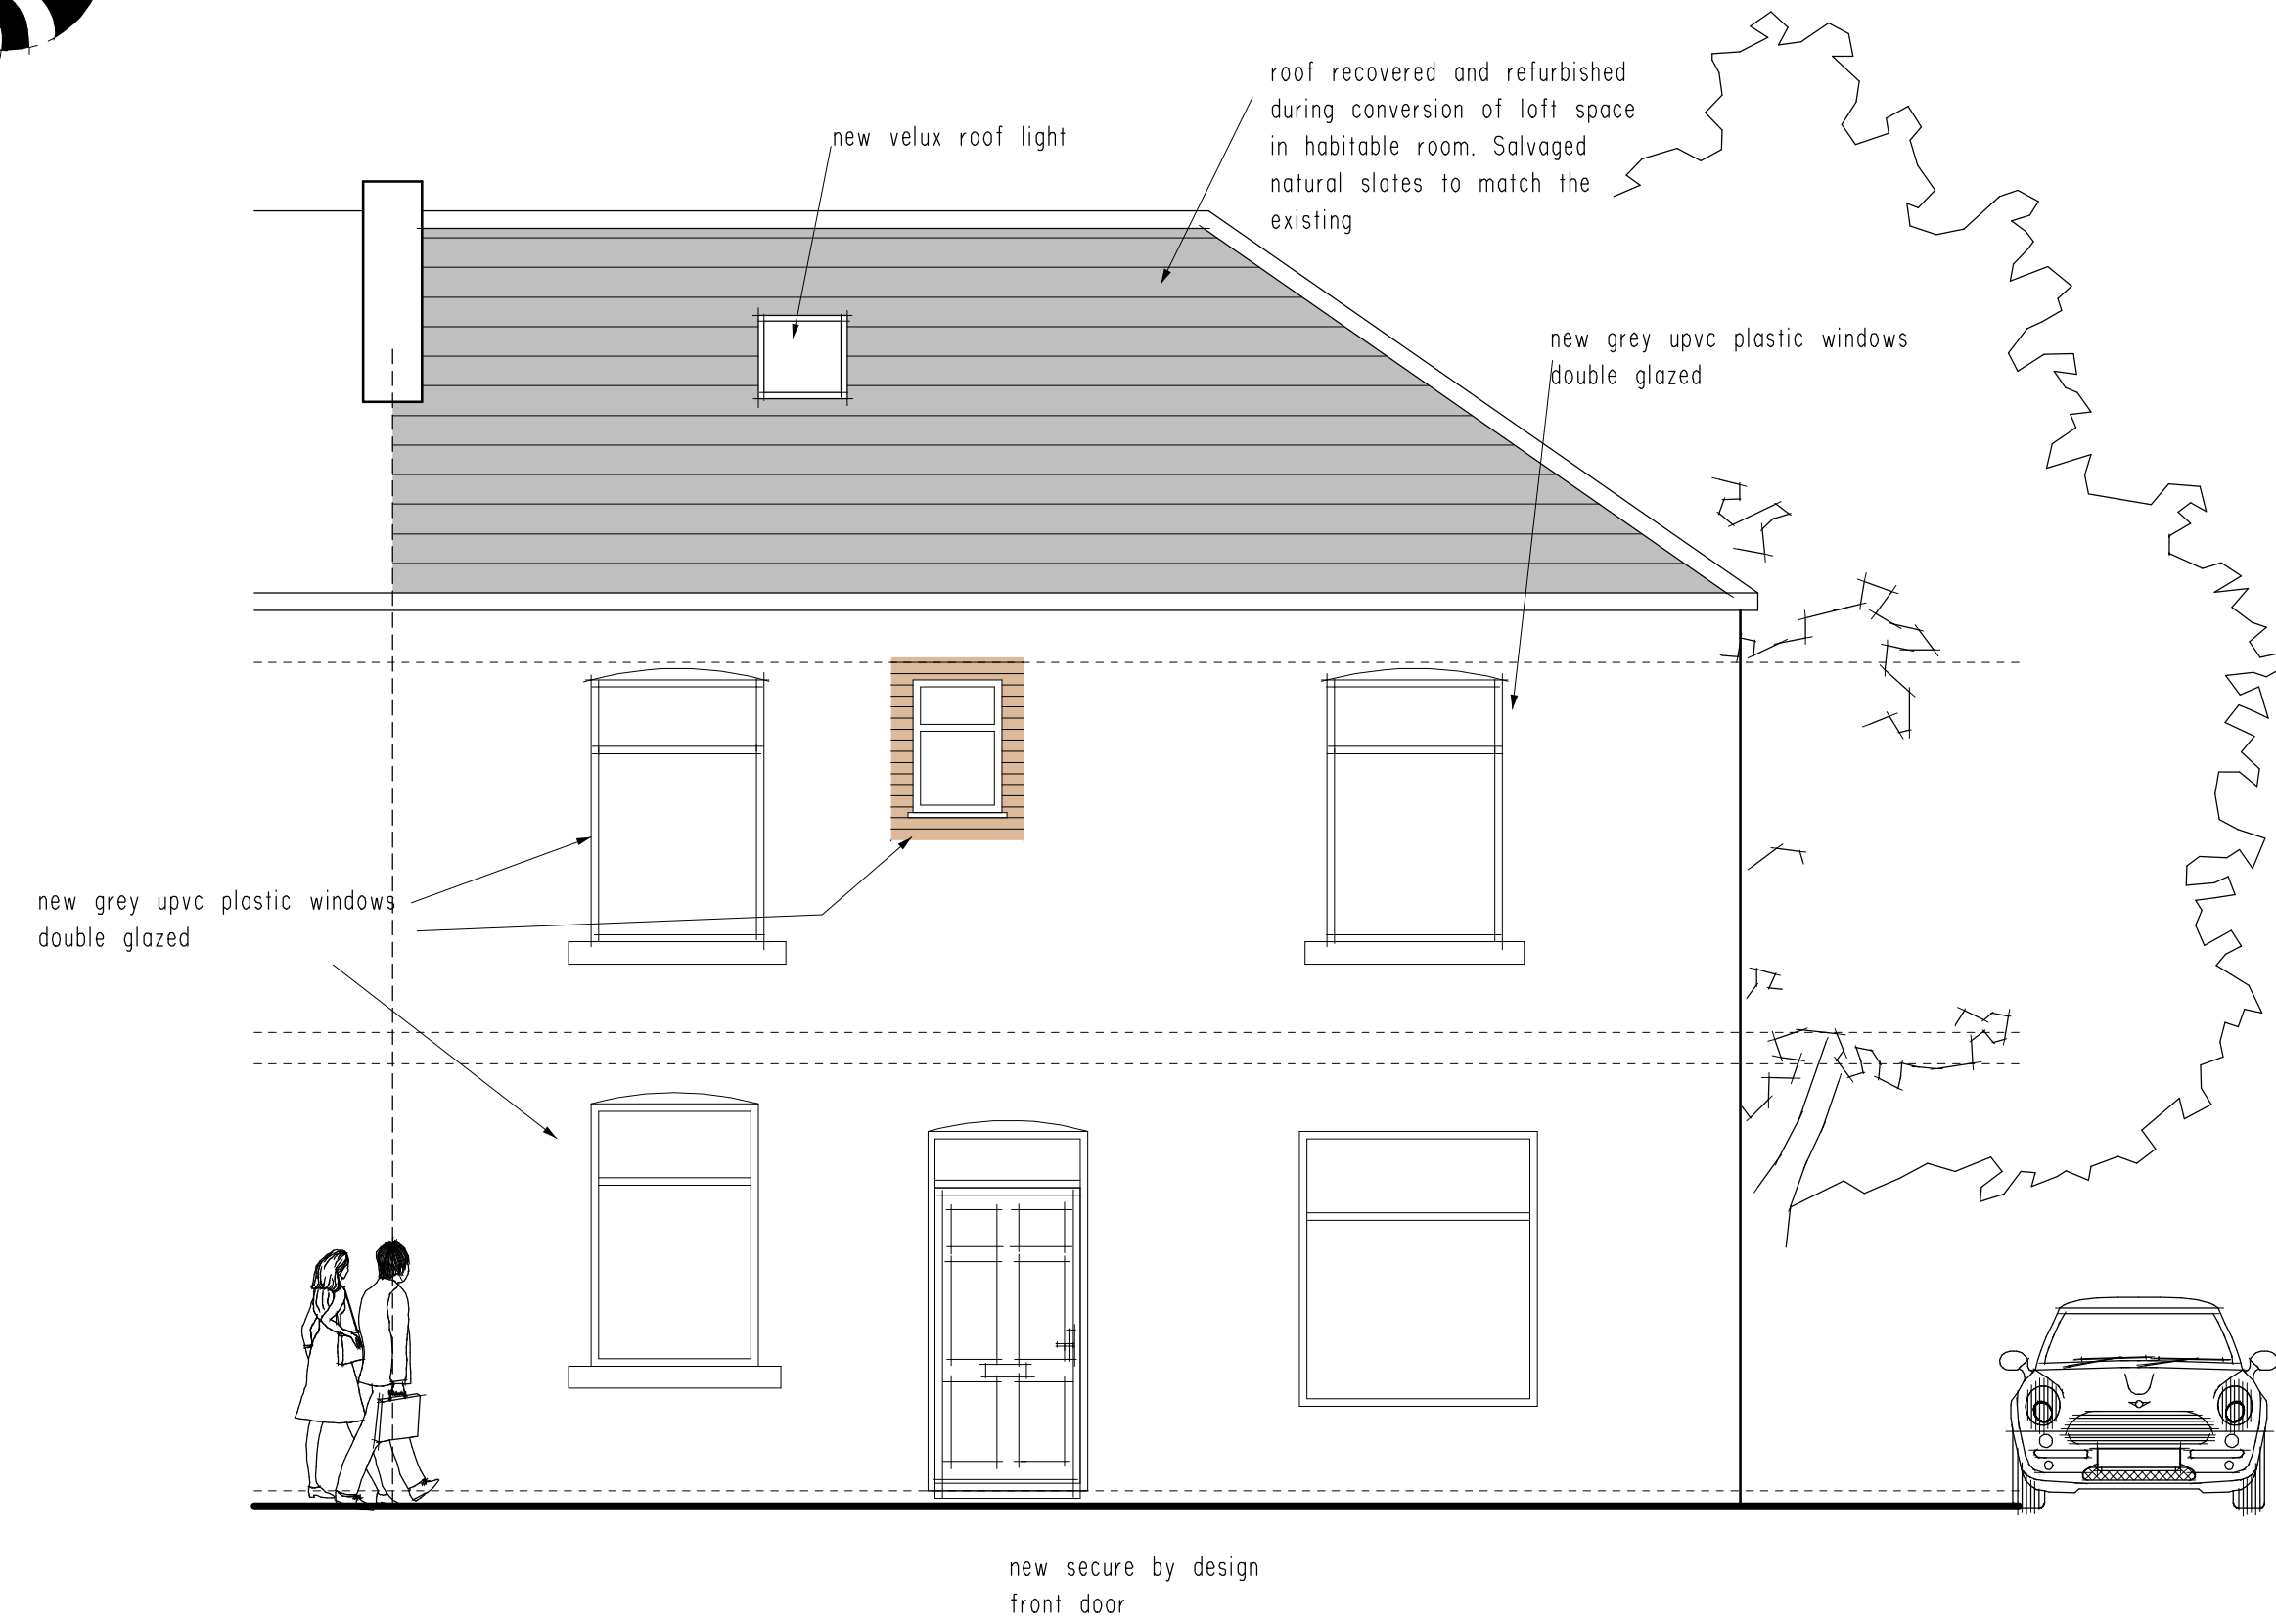 roof recovered and refurbished
during conversion of loft space
in habitable room. Salvaged
natural slates to match the
existing
new velux roof light
new grey upvc plastic windows
double glazed
new grey upvc plastic windows
double glazed
new secure by design
front door